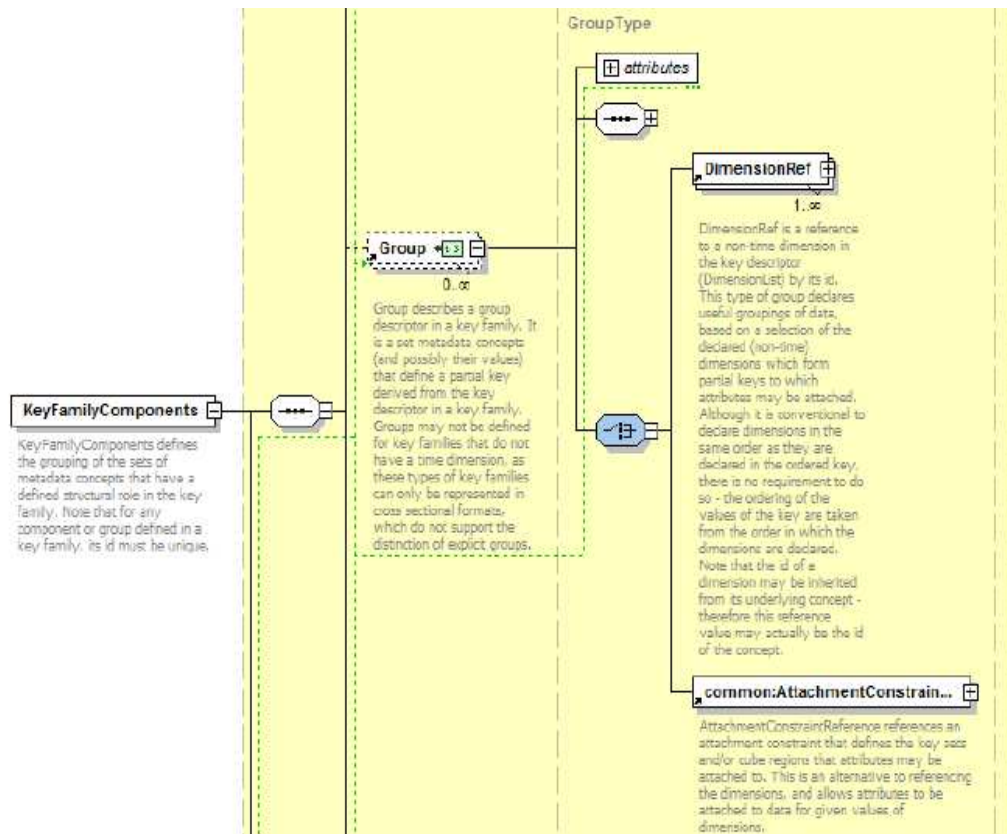 GroupType
attributes
DimensionRef
1..∞
DimensionRef is a reference
to a non-time dimension in
the key descriptor
(DimensionList) by its id.
This type of group declares
useful groupings of data,
based on a selection of the
declared (non-time)
dimensions which form
partial keys to which
attributes may be attached.
Although it is conventional to
declare dimensions in the
same order as they are
declared in the ordered key,
there is no requirement to do
so - the ordering of the
values of the key are taken
from the order in which the
dimensions are declared.
Note that the id of a
dimension may be inherited
from its underlying concept -
therefore this reference
value may actually be the id
of the concept.
Group
0..∞
Group describes a group
descriptor in a key family. It
is a set metadata concepts
(and possibly their values)
that define a partial key
derived from the key
descriptor in a key family.
Groups may not be defined
for key families that do not
have a time dimension, as
these types of key families
can only be represented in
cross sectional formats,
which do not support the
distinction of explict groups.
KeyFamilyComponents
KeyFamilyComponents defines
the grouping of the sets of
metadata concepts that have a
defined structural role in the key
family. Note that for any
component or group defined in a
key family, its id must be unique.
common:AttachmentConstrain...
AttachmentConstraintReference references an
attachment constraint that defines the key sets
and/or cube regions that attributes may be
attached to. This is an alternative to referencing
the dimensions, and allows attributes to be
attached to data for given values of
dimensions.